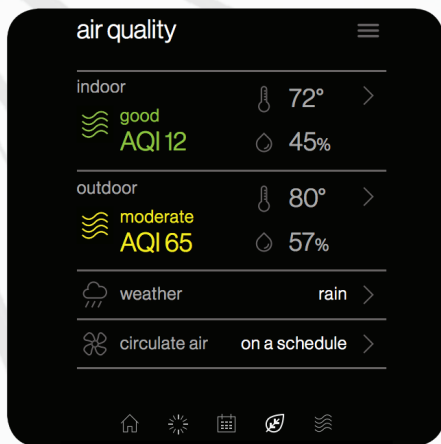 air quality
indoor
good
AQI 12
72°
45%
outdoor
moderate
AQI 65
80°
57%
weather rain
circulate air on a schedule